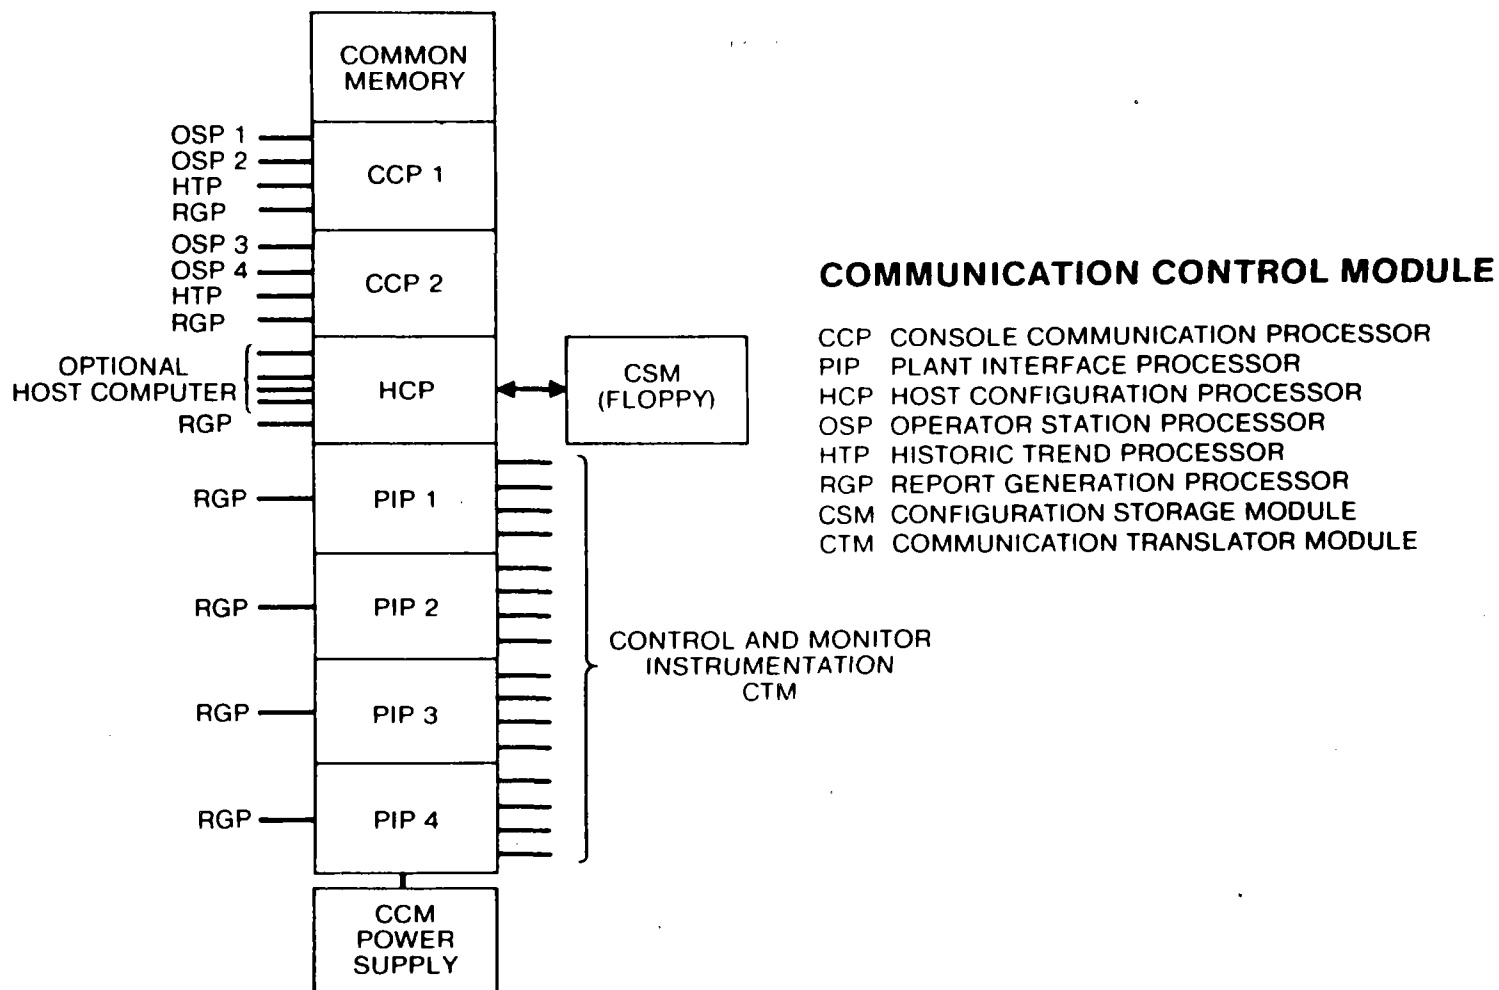 COMMON
MEMORY
OSP 1
OSP 2
HTP
RGP
CCP 1
OSP 3
OSP 4
HTP
RGP
CCP 2
OPTIONAL
HOST COMPUTER
RGP
HCP
CSM
(FLOPPY)
RGP
PIP 1
RGP
PIP 2
RGP
PIP 3
RGP
PIP 4
CONTROL AND MONITOR
INSTRUMENTATION
CTM
CCM
POWER
SUPPLY
COMMUNICATION CONTROL MODULE
CCP CONSOLE COMMUNICATION PROCESSOR
PIP PLANT INTERFACE PROCESSOR
HCP HOST CONFIGURATION PROCESSOR
OSP OPERATOR STATION PROCESSOR
HTP HISTORIC TREND PROCESSOR
RGP REPORT GENERATION PROCESSOR
CSM CONFIGURATION STORAGE MODULE
CTM COMMUNICATION TRANSLATOR MODULE